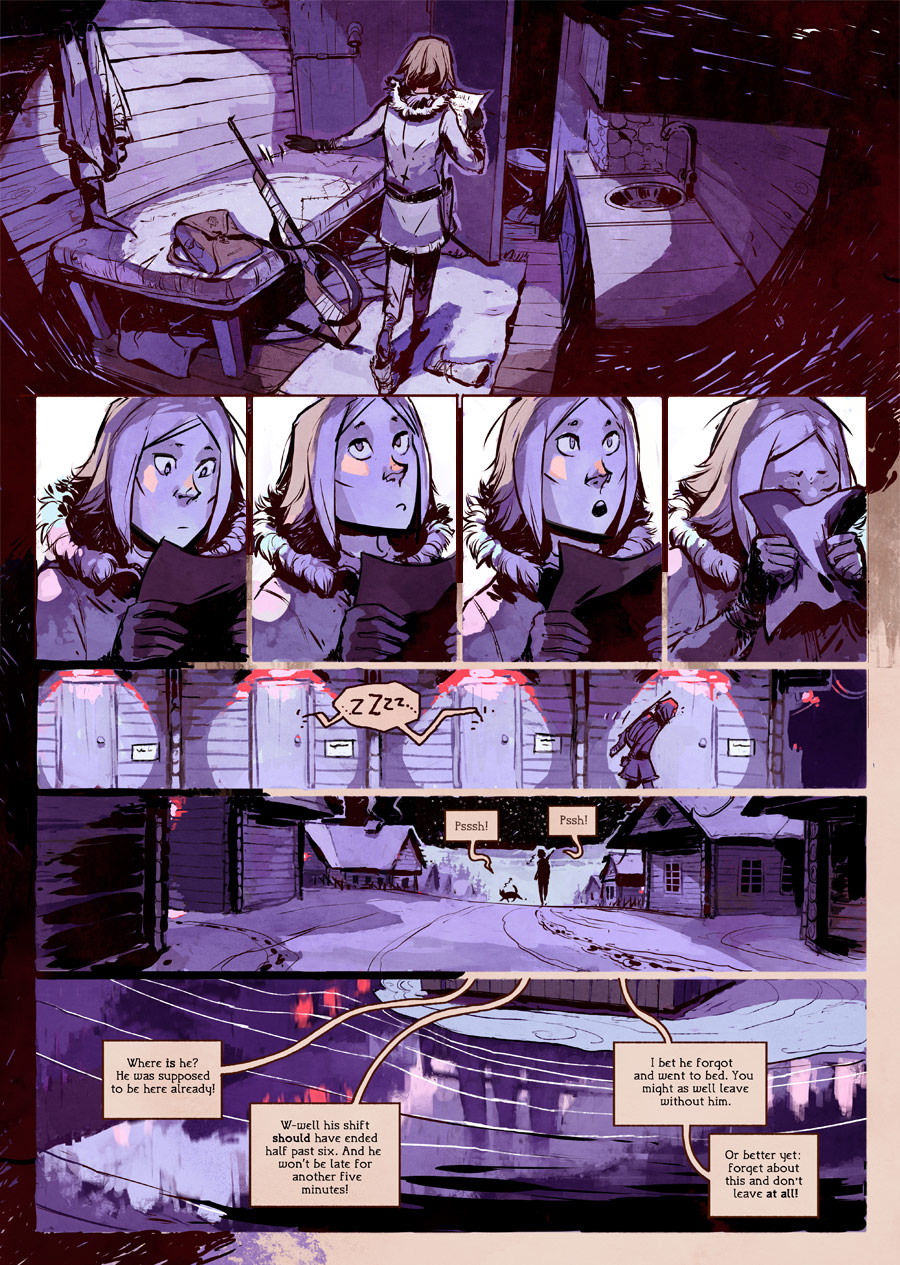 ...zZzz...
Psssh!
Pssh!
Where is he?
He was supposed
to be here already!
W-well his shift
should have ended
half past six. And he
won't be late for
another five
minutes!
I bet he forgot
and went to bed. You
might as well leave
without him.
Or better yet:
forget about
this and don't
leave at all!